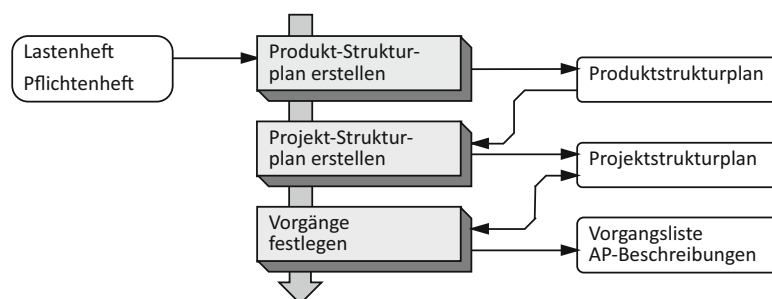 Lastenheft
Pflichtenheft
Produkt-Struktur-
plan erstellen
Produktstrukturplan
Projekt-Struktur-
plan erstellen
Projektstrukturplan
Vorgänge
festlegen
Vorgangsliste
AP-Beschreibungen